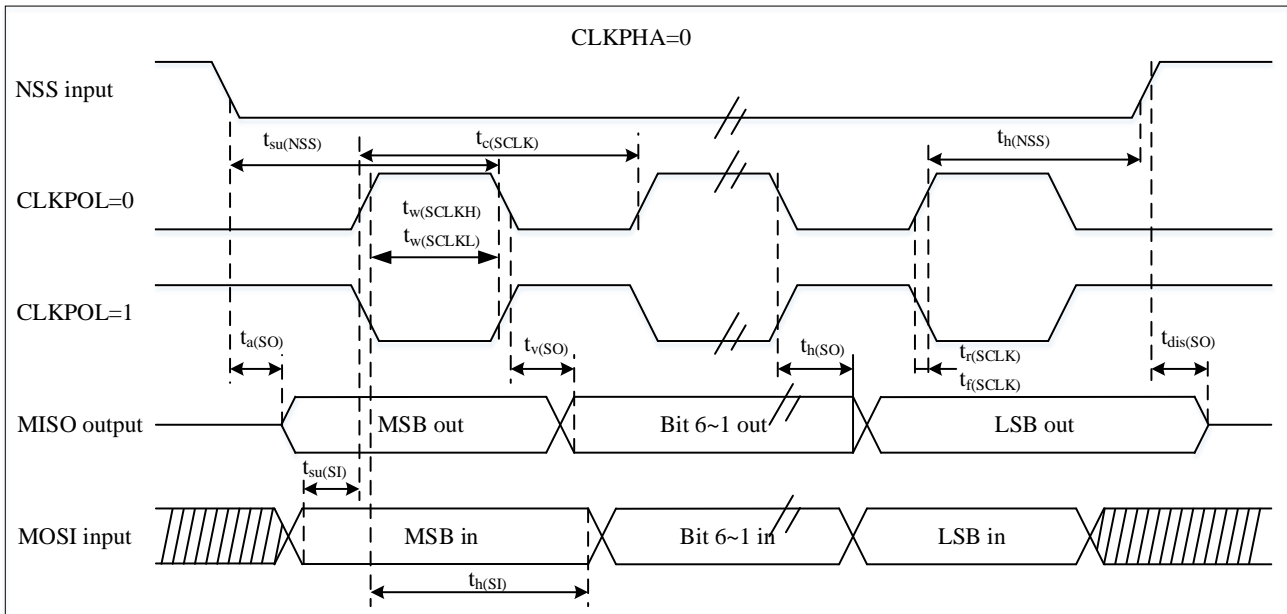 CLKPHA=0
NSS input
tsu(NSS)
tc(SCLK)
th(NSS)
CLKPOL=0
tw(SCLKH)
tw(SCLKL)
CLKPOL=1
ta(SO)
tv(SO)
th(SO)
tr(SCLK)
tf(SCLK)
tdis(SO)
MISO output
MSB out
Bit 6~1 out
LSB out
tsu(SI)
MOSI input
MSB in
Bit 6~1 in
LSB in
th(SI)